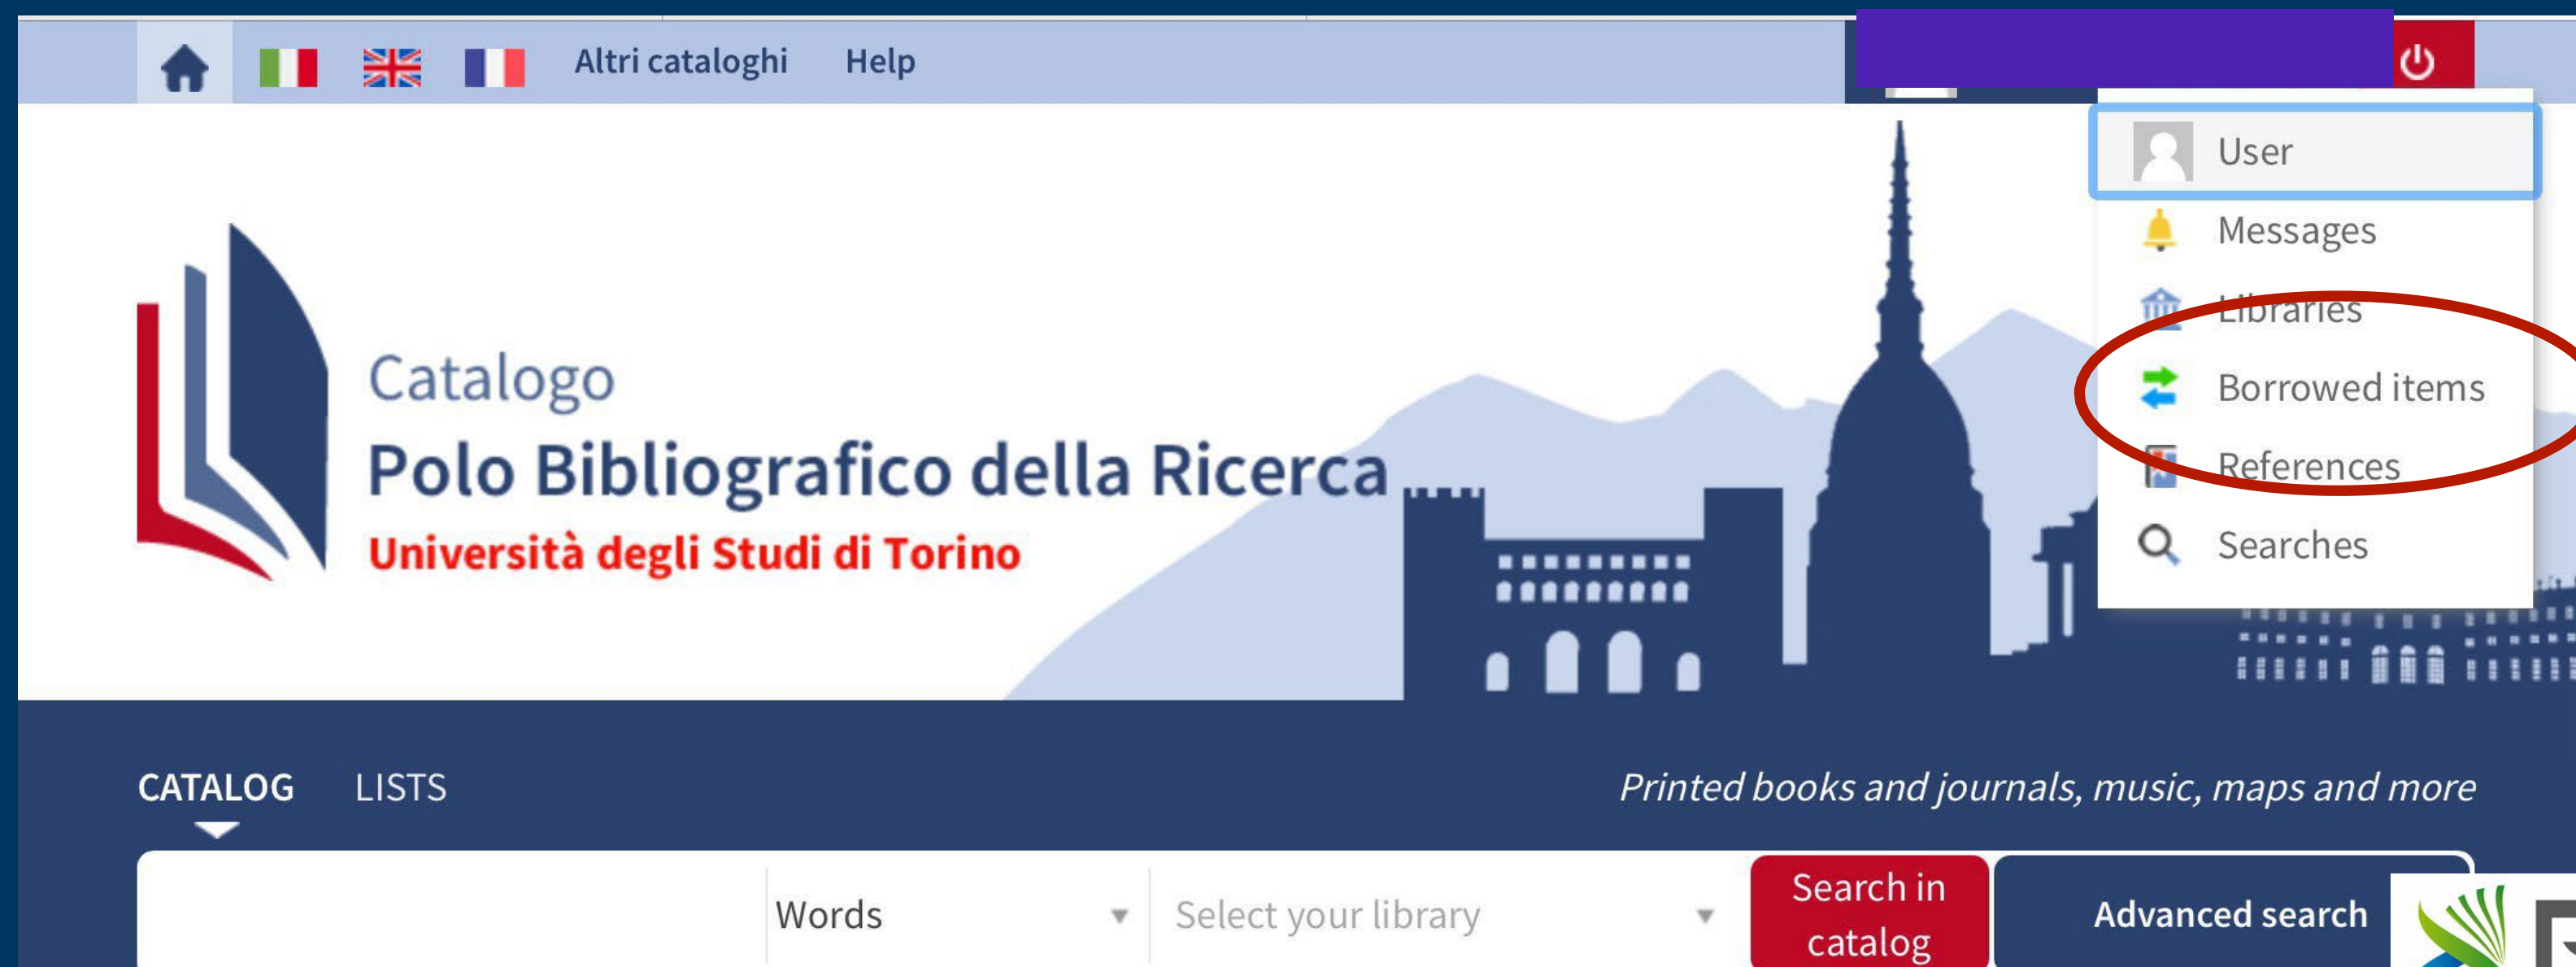 Altri cataloghi Help
User
Messages
Libraries
Borrowed items
References
Searches
Catalogo
Polo Bibliografico della Ricerca
Università degli Studi di Torino
CATALOG LISTS
Printed books and journals, music, maps and more
Words
Select your library
Search in
catalog
Advanced search